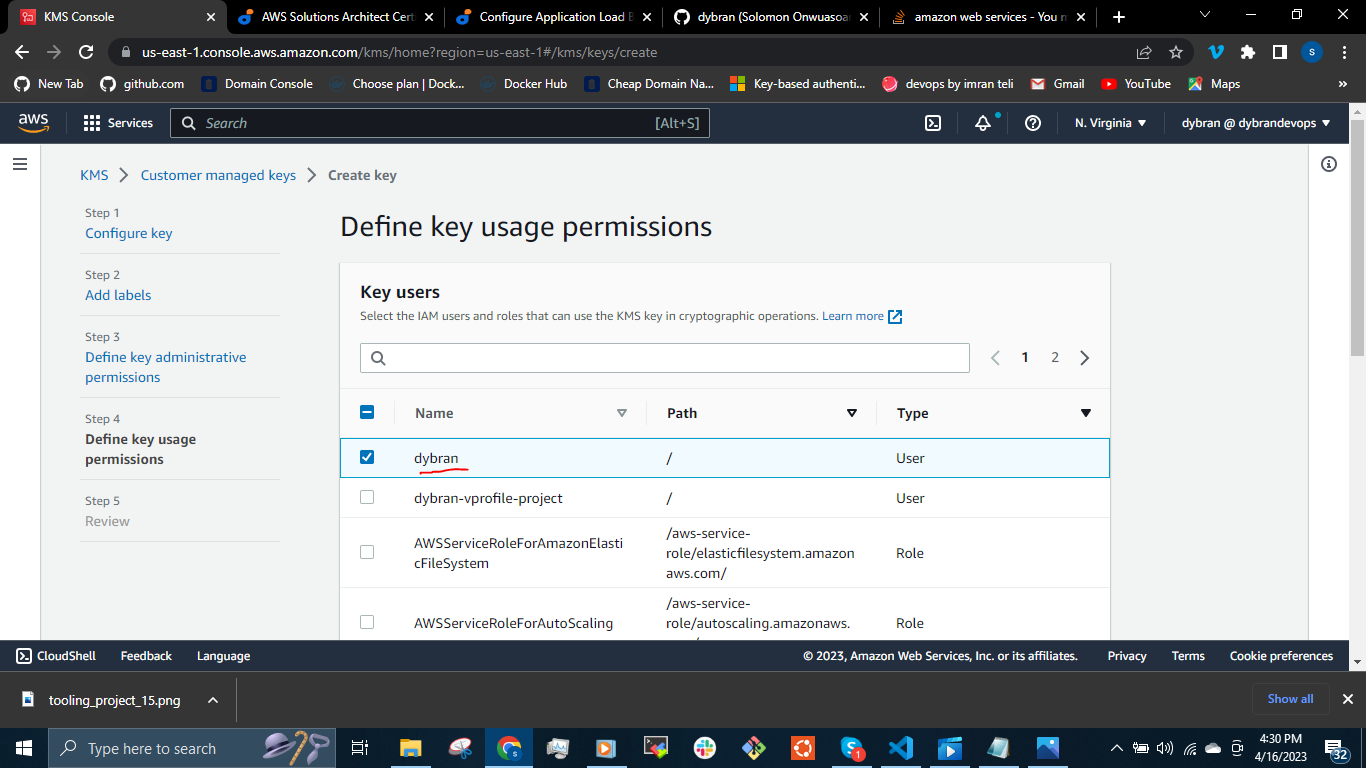 KMS Console
AWS Solutions Architect Cert
Configure Application Load B
dybran (Solomon Onwuasoa
amazon web services - You n
us-east-1.console.aws.amazon.com/kms/home?region=us-east-1#/kms/keys/create
S
New Tab
github.com
Domain Console
Choose plan | Dock...
Docker Hub
Cheap Domain Na...
Key-based authenti...
devops by imran teli
Gmail
YouTube
Maps
»
aws
Services
Search
[Alt+S]
N. Virginia
dybran @ dybrandevops
KMS
Customer managed keys
Create key
Step 1
Configure key
Step 2
Add labels
Step 3
Define key administrative
permissions
Step 4
Define key usage
permissions
Step 5
Review
Define key usage permissions
Key users
Select the IAM users and roles that can use the KMS key in cryptographic operations. Learn more
1 2
Name Path Type
dybran / User
dybran-vprofile-project / User
AWSServiceRoleForAmazonElasti
cFileSystem
/aws-service-
role/elasticfilesystem.amazon
aws.com/
Role
AWSServiceRoleForAutoScaling
/aws-service-
role/autoscaling.amazonaws.
Role
CloudShell
Feedback
Language
© 2023, Amazon Web Services, Inc. or its affiliates.
Privacy
Terms
Cookie preferences
tooling_project_15.png
Show all
Type here to search
S
1
4:30 PM
4/16/2023
32